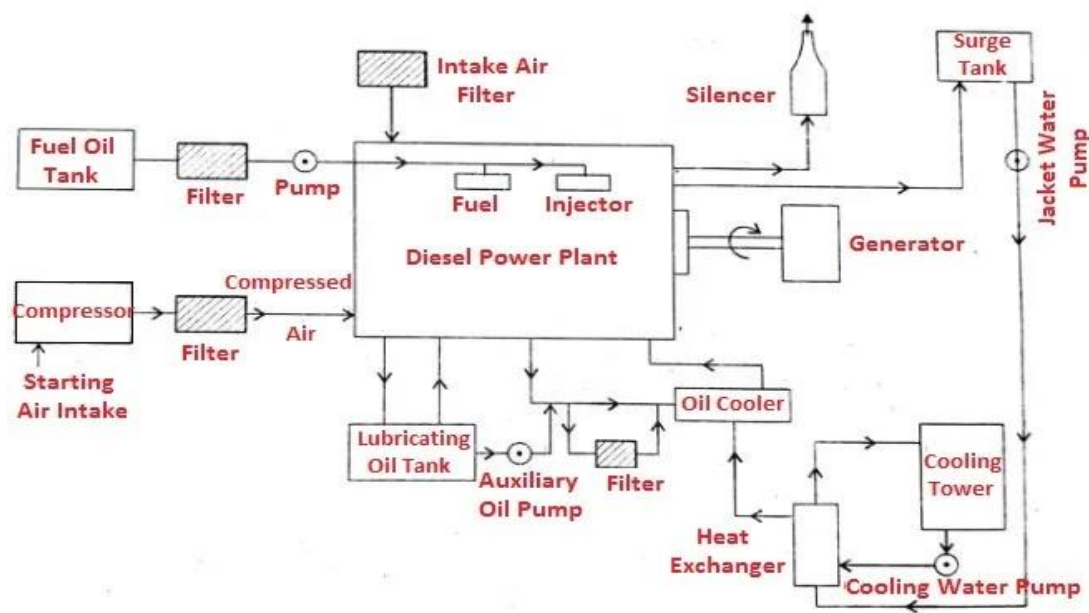 Intake Air
Filter
Silencer
Surge
Tank
Fuel Oil
Tank
Filter
Pump
Fuel
Injector
Jacket Water
Pump
Generator
Diesel Power Plant
Compressor
Filter
Compressed
Air
Starting
Air Intake
Lubricating
Oil Tank
Auxiliary
Oil Pump
Filter
Oil Cooler
Cooling
Tower
Heat
Exchanger
Cooling Water Pump